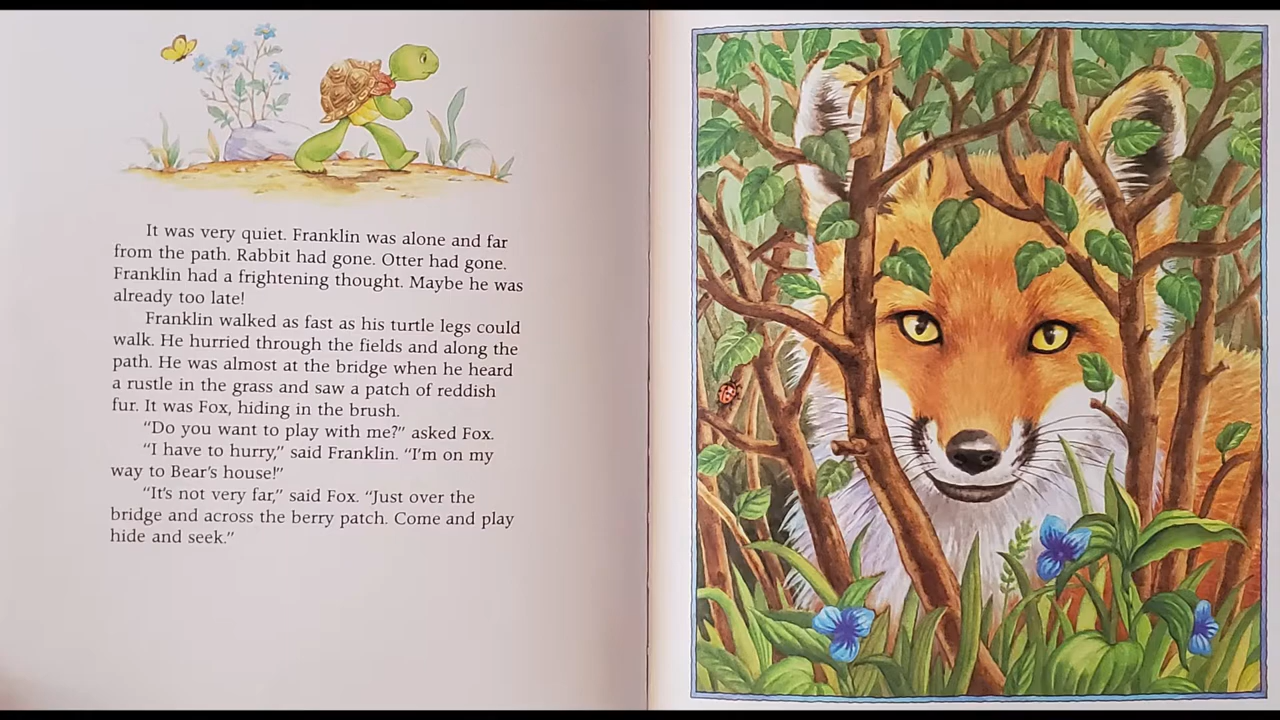 It was very quiet. Franklin was alone and far
from the path. Rabbit had gone. Otter had gone.
Franklin had a frightening thought. Maybe he was
already too late!
Franklin walked as fast as his turtle legs could
walk. He hurried through the fields and along the
path. He was almost at the bridge when he heard
a rustle in the grass and saw a patch of reddish
fur. It was Fox, hiding in the brush.
“Do you want to play with me?” asked Fox.
“I have to hurry,” said Franklin. “I’m on my
way to Bear’s house!”
“It’s not very far,” said Fox. “Just over the
bridge and across the berry patch. Come and play
hide and seek.”